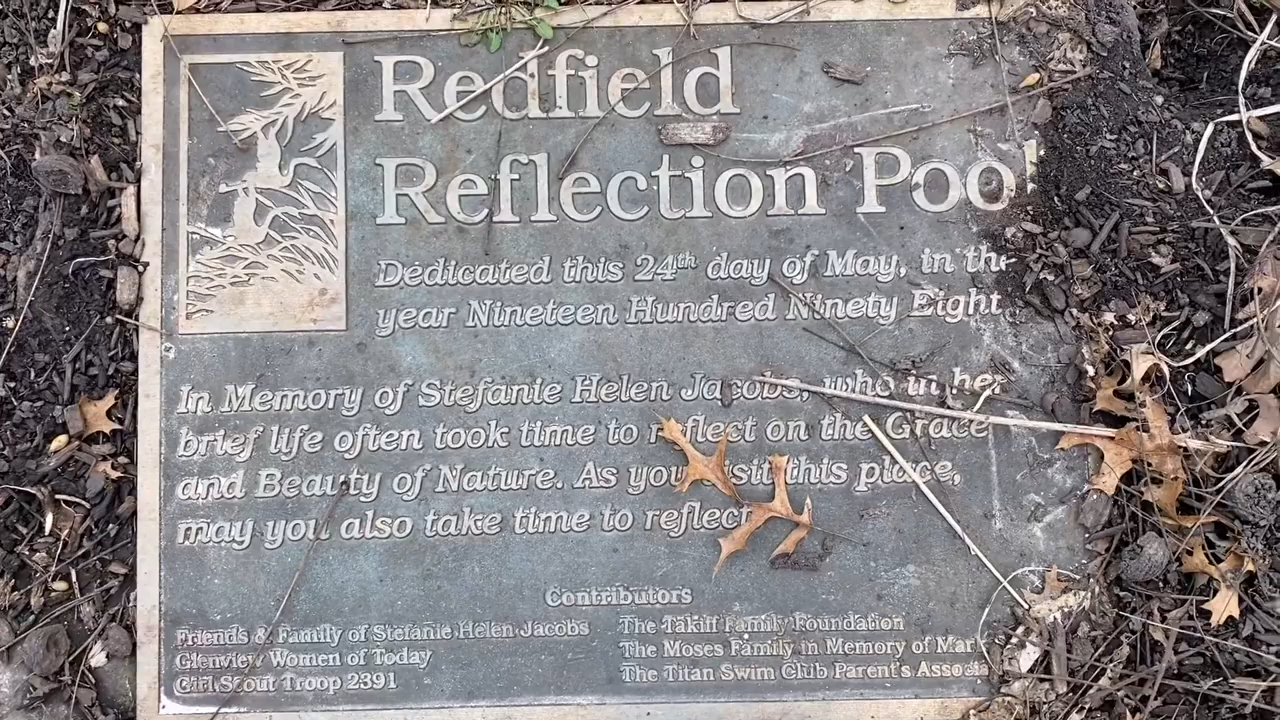 Redfield
Reflection Pool
Dedicated this 24th day of May, in the
year Nineteen Hundred Ninety Eight
In Memory of Stefanie Helen Jacobs, who in her
brief life often took time to reflect on the Grace
and Beauty of Nature. As you visit this place,
may you also take time to reflect
Contributors
Friends & Family of Stefanie Helen Jacobs
Glenview Women of Today
Girl Scout Troop 2391
The Takiff Family Foundation
The Moses Family in Memory of
The Titan Swim Club Parent's